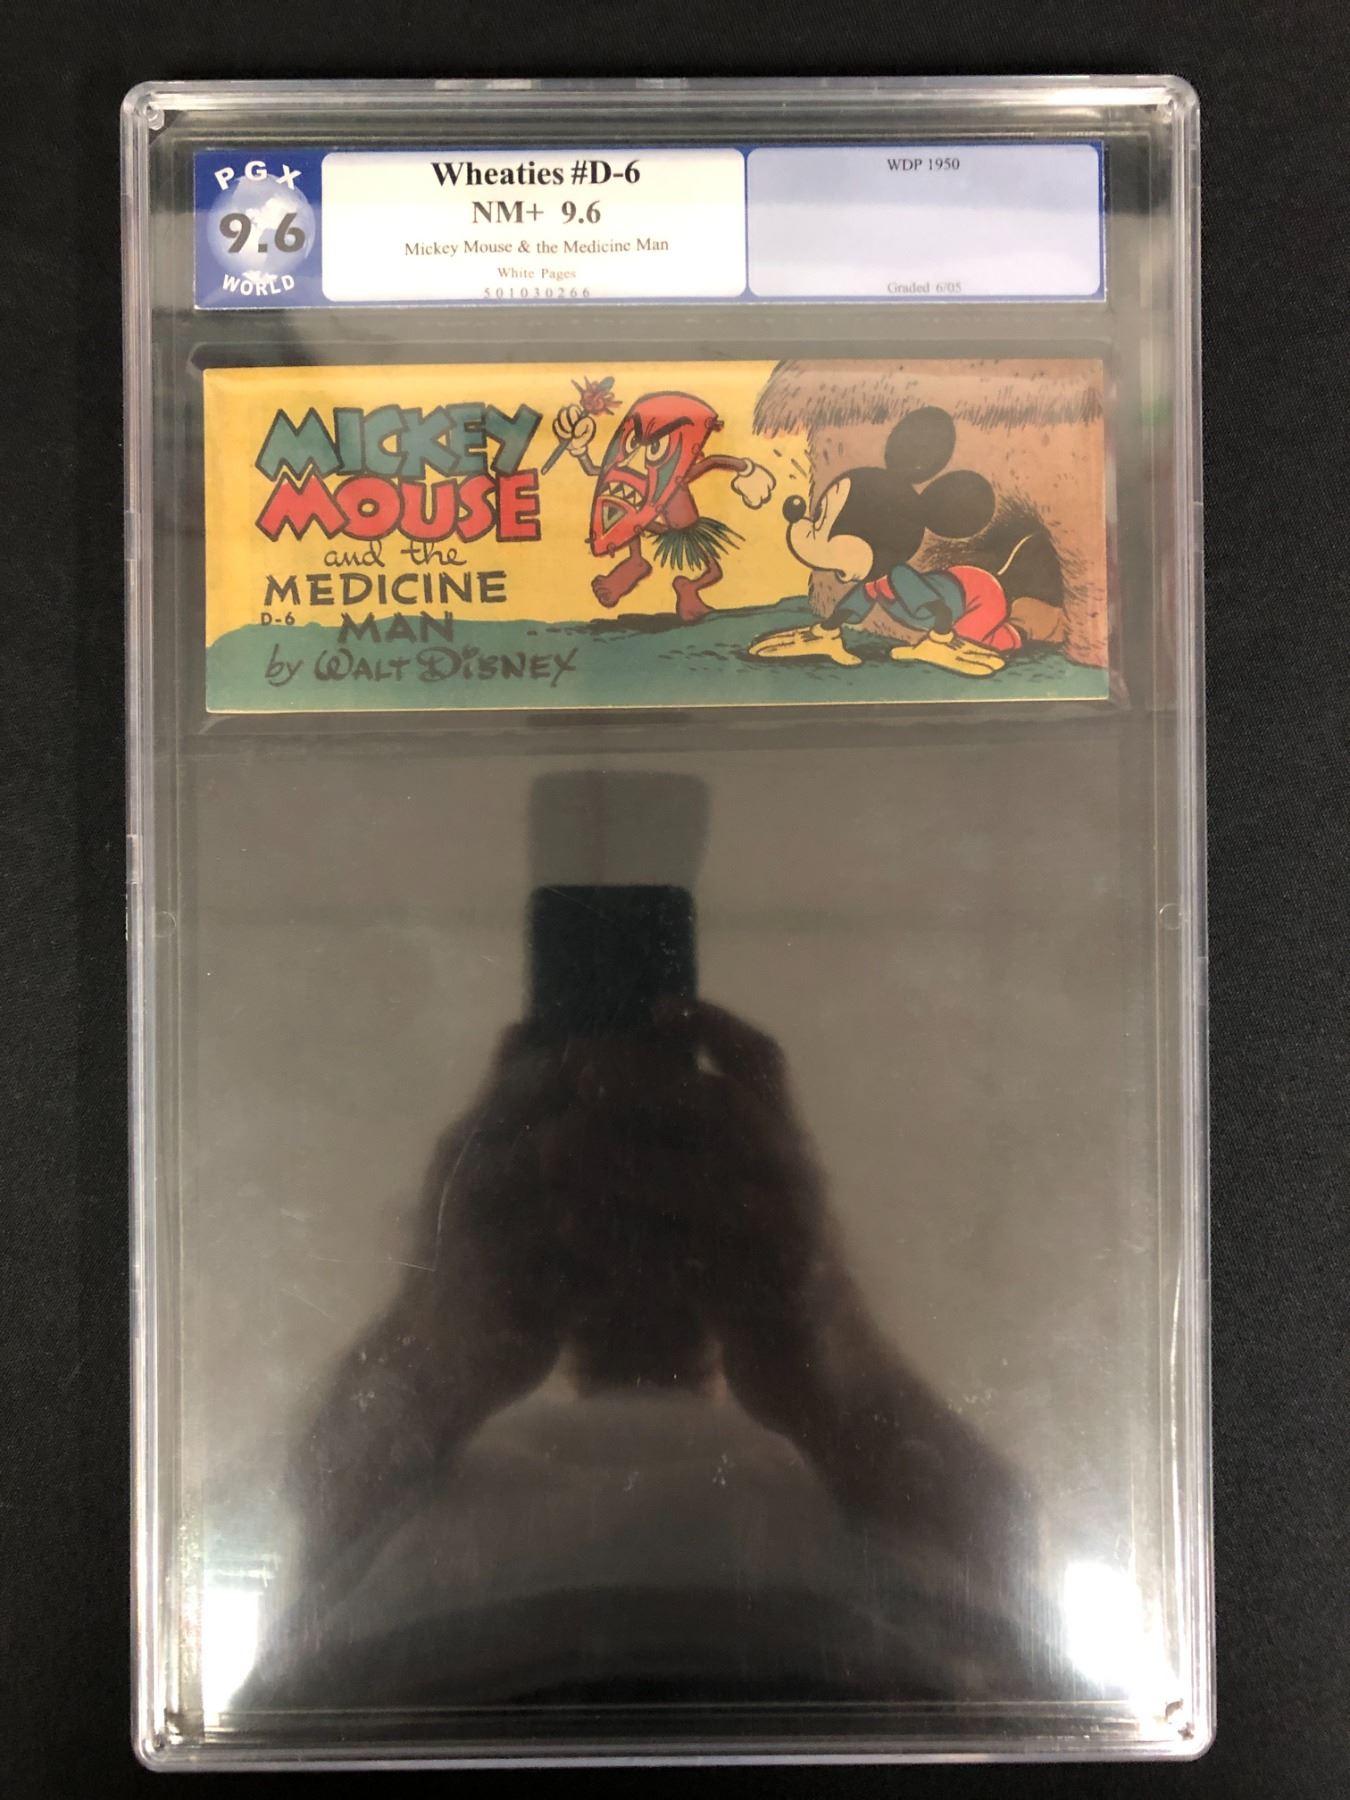 PGX
9.6
WORLD
Wheaties #D-6
NM+ 9.6
Mickey Mouse & the Medicine Man
White Pages
501030266
WDP 1950
Graded 6/05
MICKEY
MOUSE
and the
MEDICINE
D-6 MAN
by WALT DISNEY